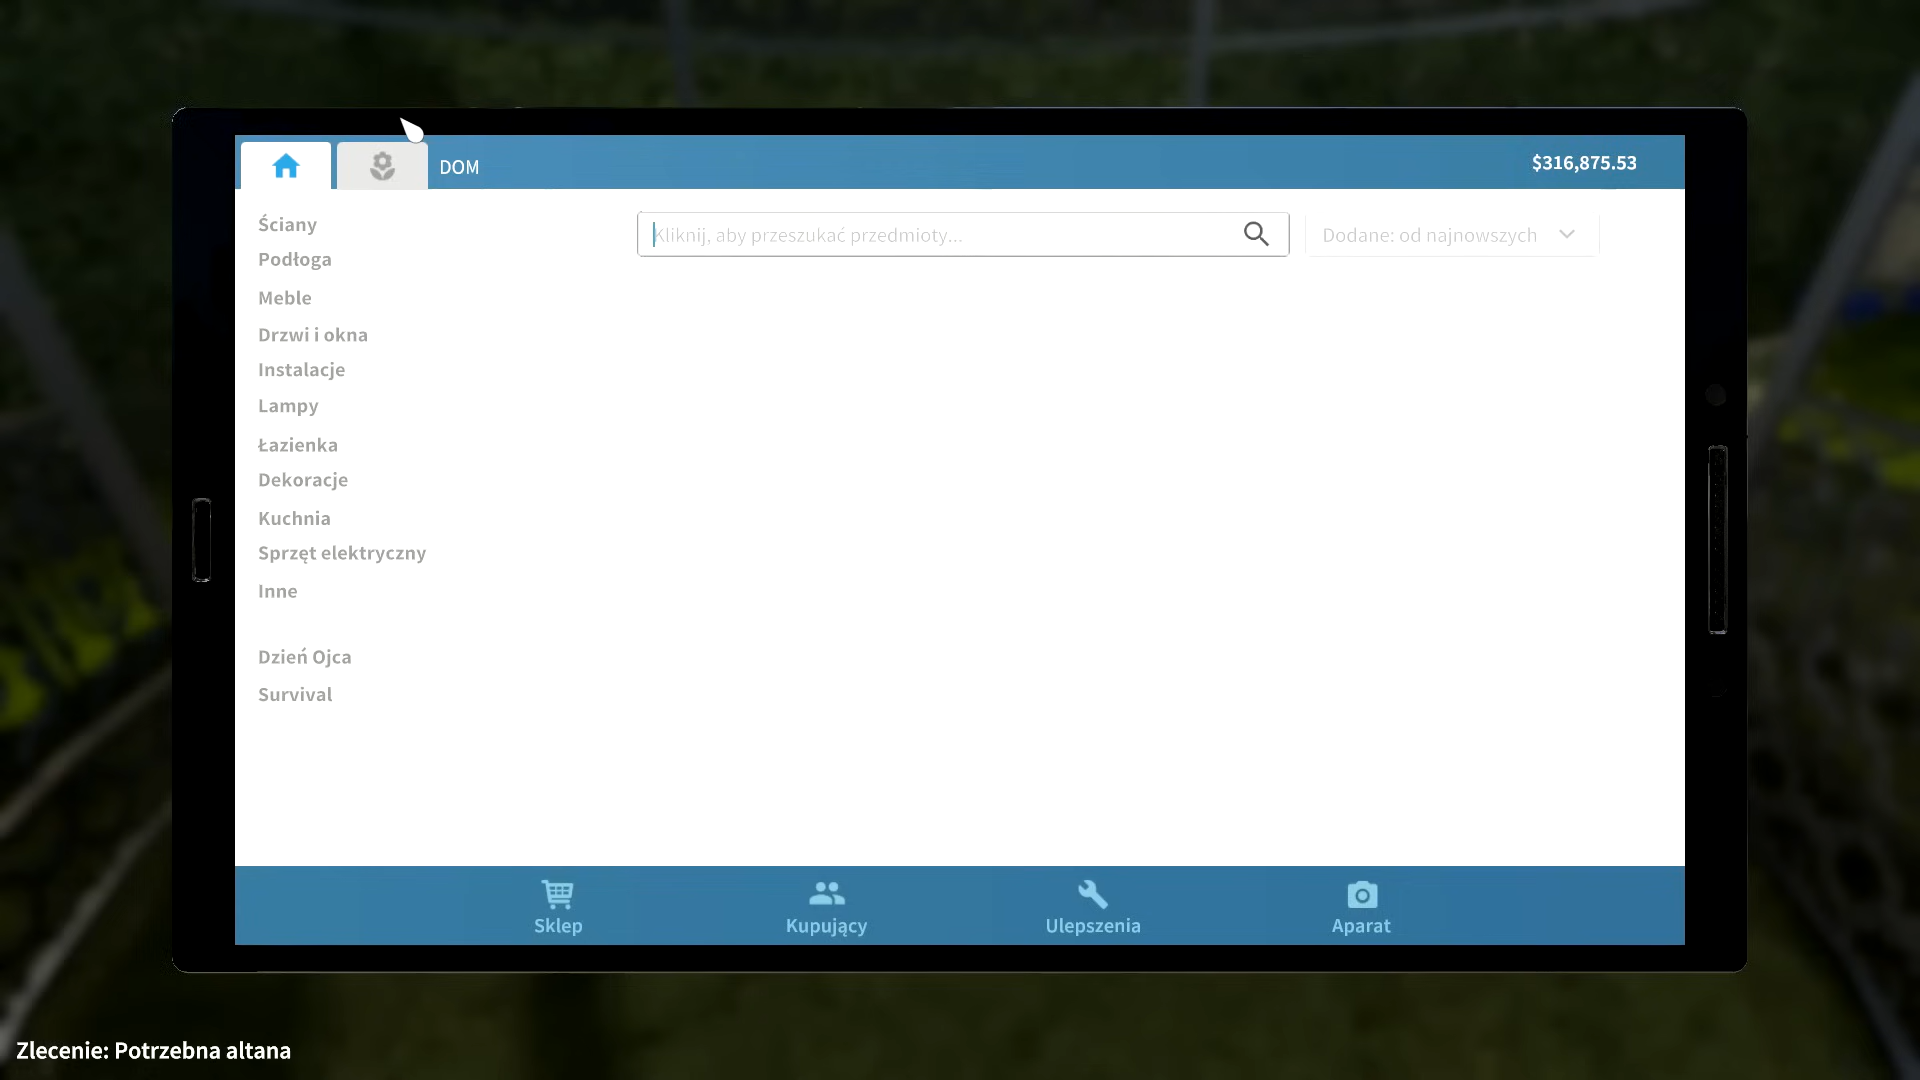 DOM
$316,875.53
Ściany
Podłoga
Meble
Drzwi i okna
Instalacje
Lampy
Łazienka
Dekoracje
Kuchnia
Sprzęt elektryczny
Inne
Dzień Ojca
Survival
Kliknij, aby przeszukać przedmioty...
Dodane: od najnowszych
Sklep
Kupujący
Ulepszenia
Aparat
Zlecenie: Potrzebna altana